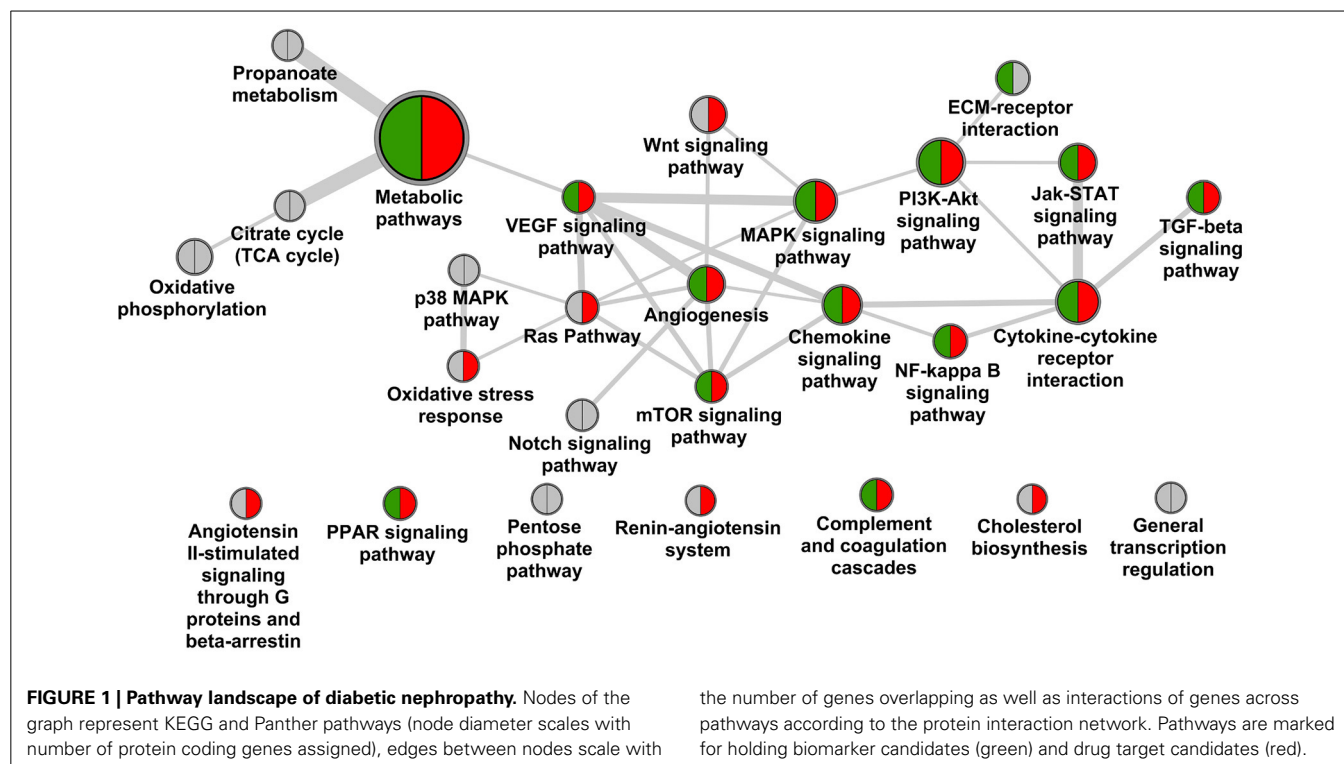 Propanoate
metabolism
Metabolic
pathways
Citrate cycle
(TCA cycle)
Oxidative
phosphorylation
Wnt signaling
pathway
ECM-receptor
interaction
VEGF signaling
pathway
MAPK signaling
pathway
PI3K-Akt
signaling
pathway
Jak-STAT
signaling
pathway
TGF-beta
signaling
pathway
p38 MAPK
pathway
Ras Pathway
Angiogenesis
Chemokine
signaling
pathway
NF-kappa B
signaling
pathway
Cytokine-cytokine
receptor
interaction
Oxidative stress
response
Notch signaling
pathway
mTOR signaling
pathway
Angiotensin
II-stimulated
signaling
through G
proteins and
beta-arrestin
PPAR signaling
pathway
Pentose
phosphate
pathway
Renin-angiotensin
system
Complement
and coagulation
cascades
Cholesterol
biosynthesis
General
transcription
regulation
FIGURE 1 | Pathway landscape of diabetic nephropathy. Nodes of the
graph represent KEGG and Panther pathways (node diameter scales with
number of protein coding genes assigned), edges between nodes scale with
the number of genes overlapping as well as interactions of genes across
pathways according to the protein interaction network. Pathways are marked
for holding biomarker candidates (green) and drug target candidates (red).